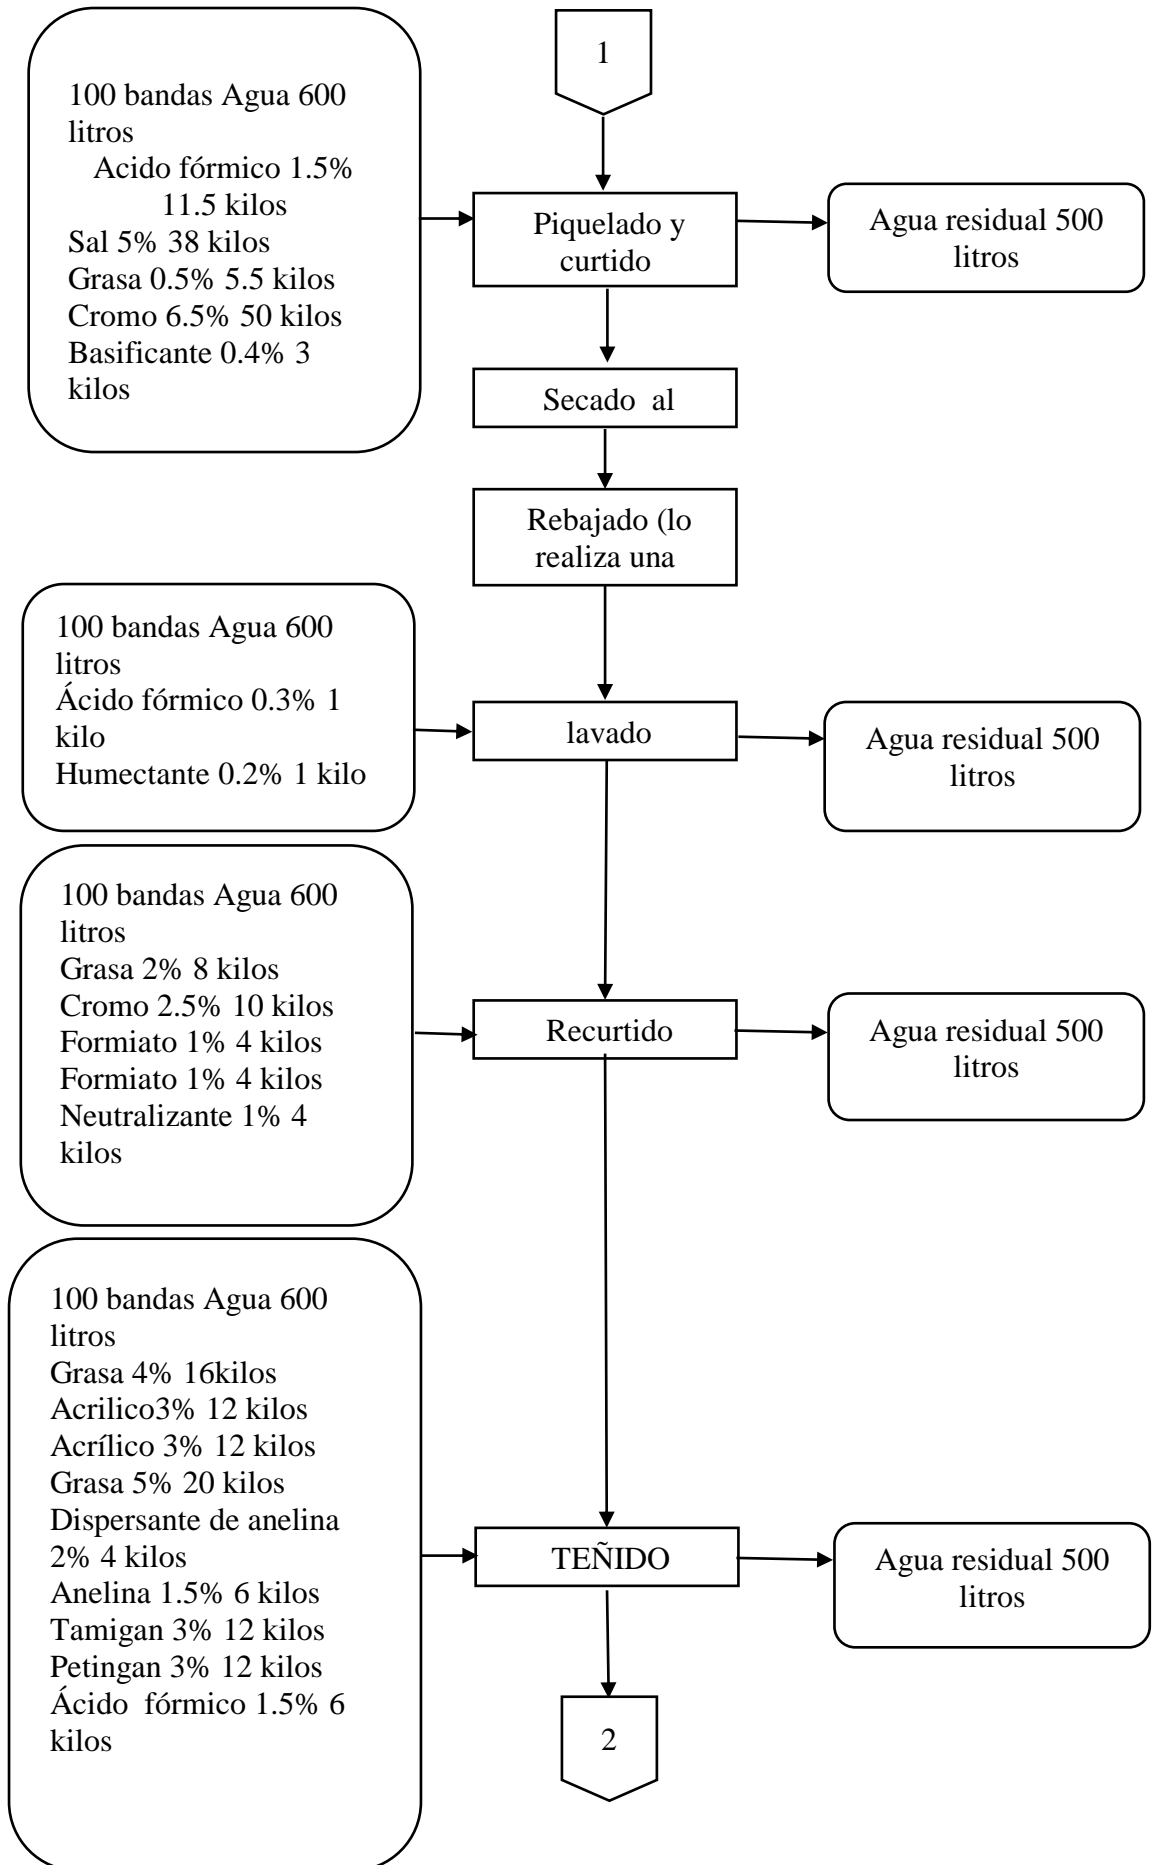 1
100 bandas Agua 600
litros
Acido fórmico 1.5%
11.5 kilos
Sal 5% 38 kilos
Grasa 0.5% 5.5 kilos
Cromo 6.5% 50 kilos
Basificante 0.4% 3
kilos
Piquelado y
curtido
Agua residual 500
litros
Secado al
Rebajado (lo
realiza una
100 bandas Agua 600
litros
Ácido fórmico 0.3% 1
kilo
Humectante 0.2% 1 kilo
lavado
Agua residual 500
litros
100 bandas Agua 600
litros
Grasa 2% 8 kilos
Cromo 2.5% 10 kilos
Formiato 1% 4 kilos
Formiato 1% 4 kilos
Neutralizante 1% 4
kilos
Recurtido
Agua residual 500
litros
100 bandas Agua 600
litros
Grasa 4% 16kilos
Acrilico3% 12 kilos
Acrílico 3% 12 kilos
Grasa 5% 20 kilos
Dispersante de anelina
2% 4 kilos
Anelina 1.5% 6 kilos
Tamigan 3% 12 kilos
Petingan 3% 12 kilos
Ácido fórmico 1.5% 6
kilos
TEÑIDO
Agua residual 500
litros
2